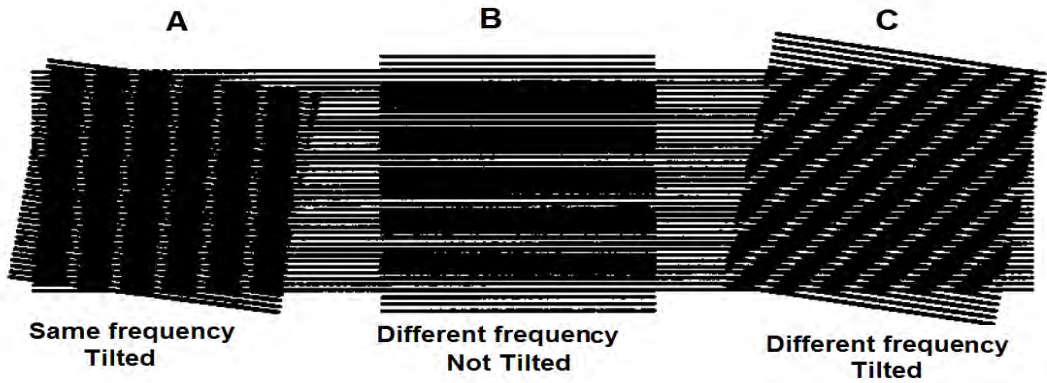 A
B
C
Same frequency
Tilted
Different frequency
Not Tilted
Different frequency
Tilted